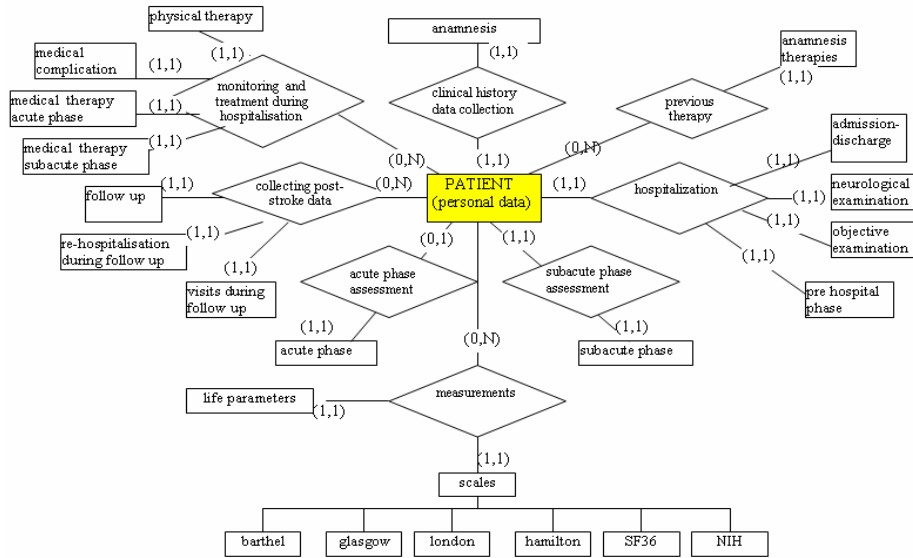 physical therapy
anamnesis
(1,1)
(1,1)
anamnesis
therapies
(1,1)
medical
complication
(1,1)
monitoring and
treatment during
hospitalisation
clinical history
data collection
previous
therapy
medical therapy
acute phase
(1,1)
admission-
discharge
medical therapy
subacute phase
(1,1)
(0,N)
(1,1)
(0,N)
(1,1)
follow up
(1,1)
collecting post-
stroke data
(0,N)
PATIENT
(personal data)
(1,1)
hospitalization
(1,1)
neurological
examination
re-hospitalisation
during follow up
(1,1)
(0,1)
(1,1)
(1,1)
objective
examination
visits during
follow up
(1,1)
acute phase
assessment
subacute phase
assessment
(1,1)
pre hospital
phase
(1,1)
acute phase
(0,N)
(1,1)
subacute phase
life parameters
(1,1)
measurements
(1,1)
scales
barthel
glasgow
london
hamilton
SF36
NIH